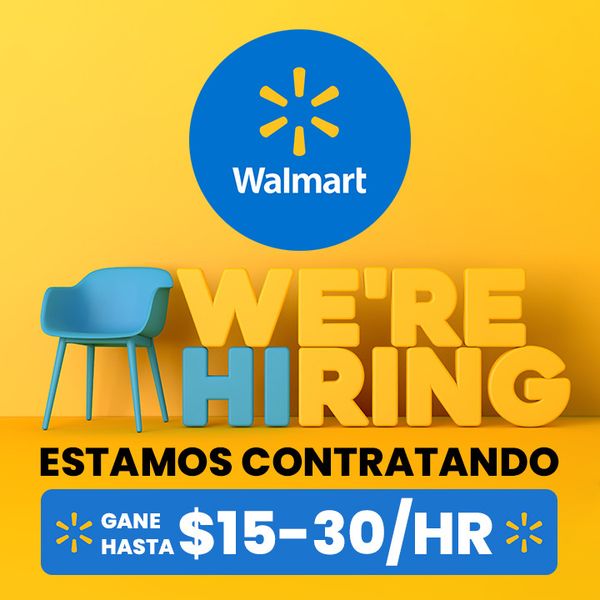 Walmart
WE'RE
HIRING
ESTAMOS CONTRATANDO
GANE
HASTA
$15-30/HR